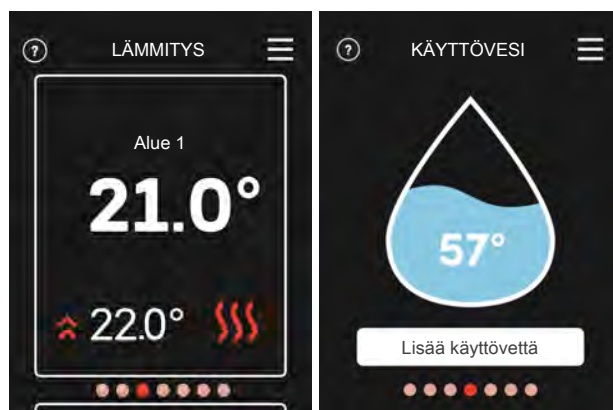 ?
LÄMMITYS
Alue 1
21.0°
22.0°
?
KÄYTTÖVESI
57°
Lisää käyttövettä